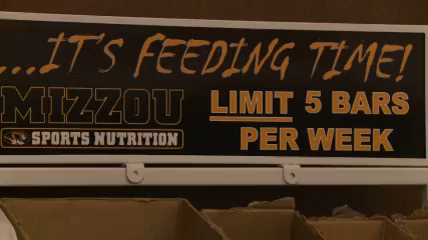 ...IT'S FEEDING TIME!
MIZZOU
SPORTS NUTRITION
LIMIT 5 BARS
PER WEEK